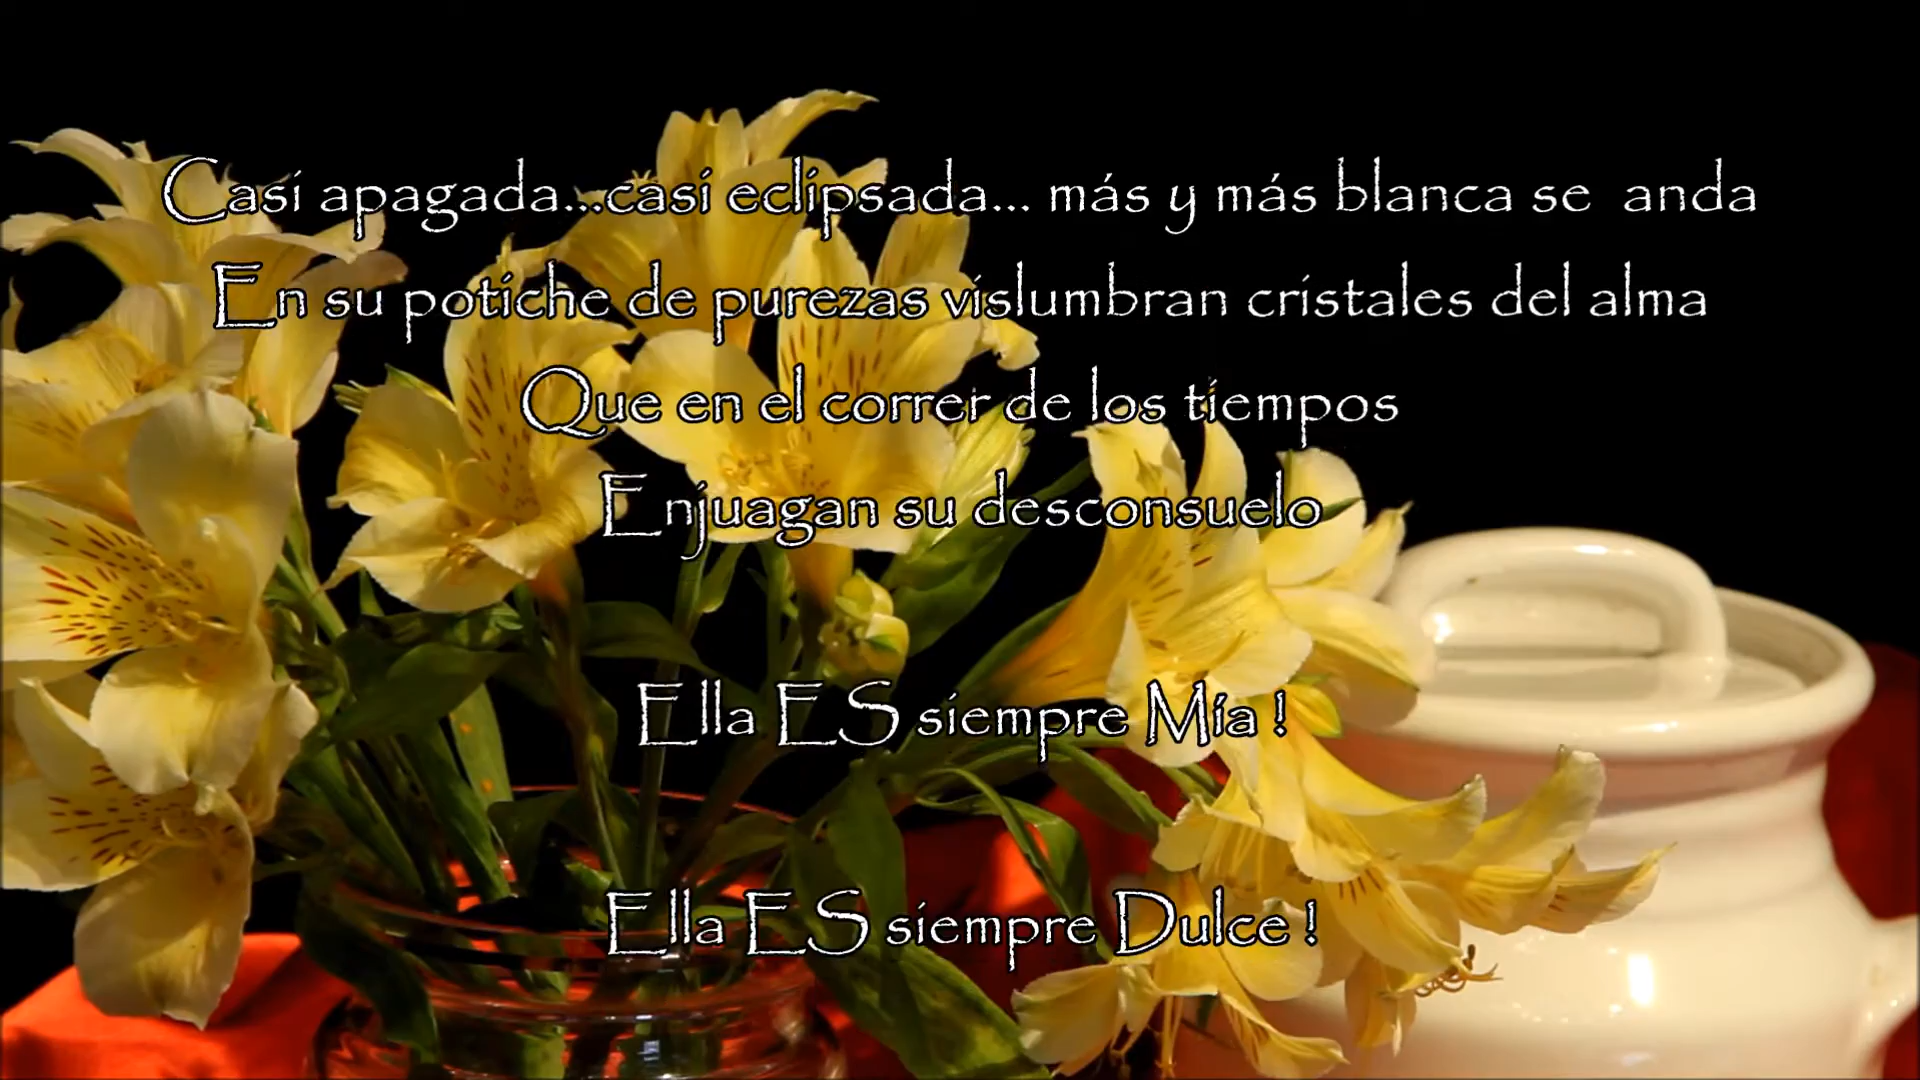 Casi apagada...casi eclipsada... más y más blanca se anda
En su potiche de purezas vislumbran cristales del alma
Que en el correr de los tiempos
Enjuagan su desconsuelo
Ella ES siempre Mía !
Ella ES siempre Dulce !